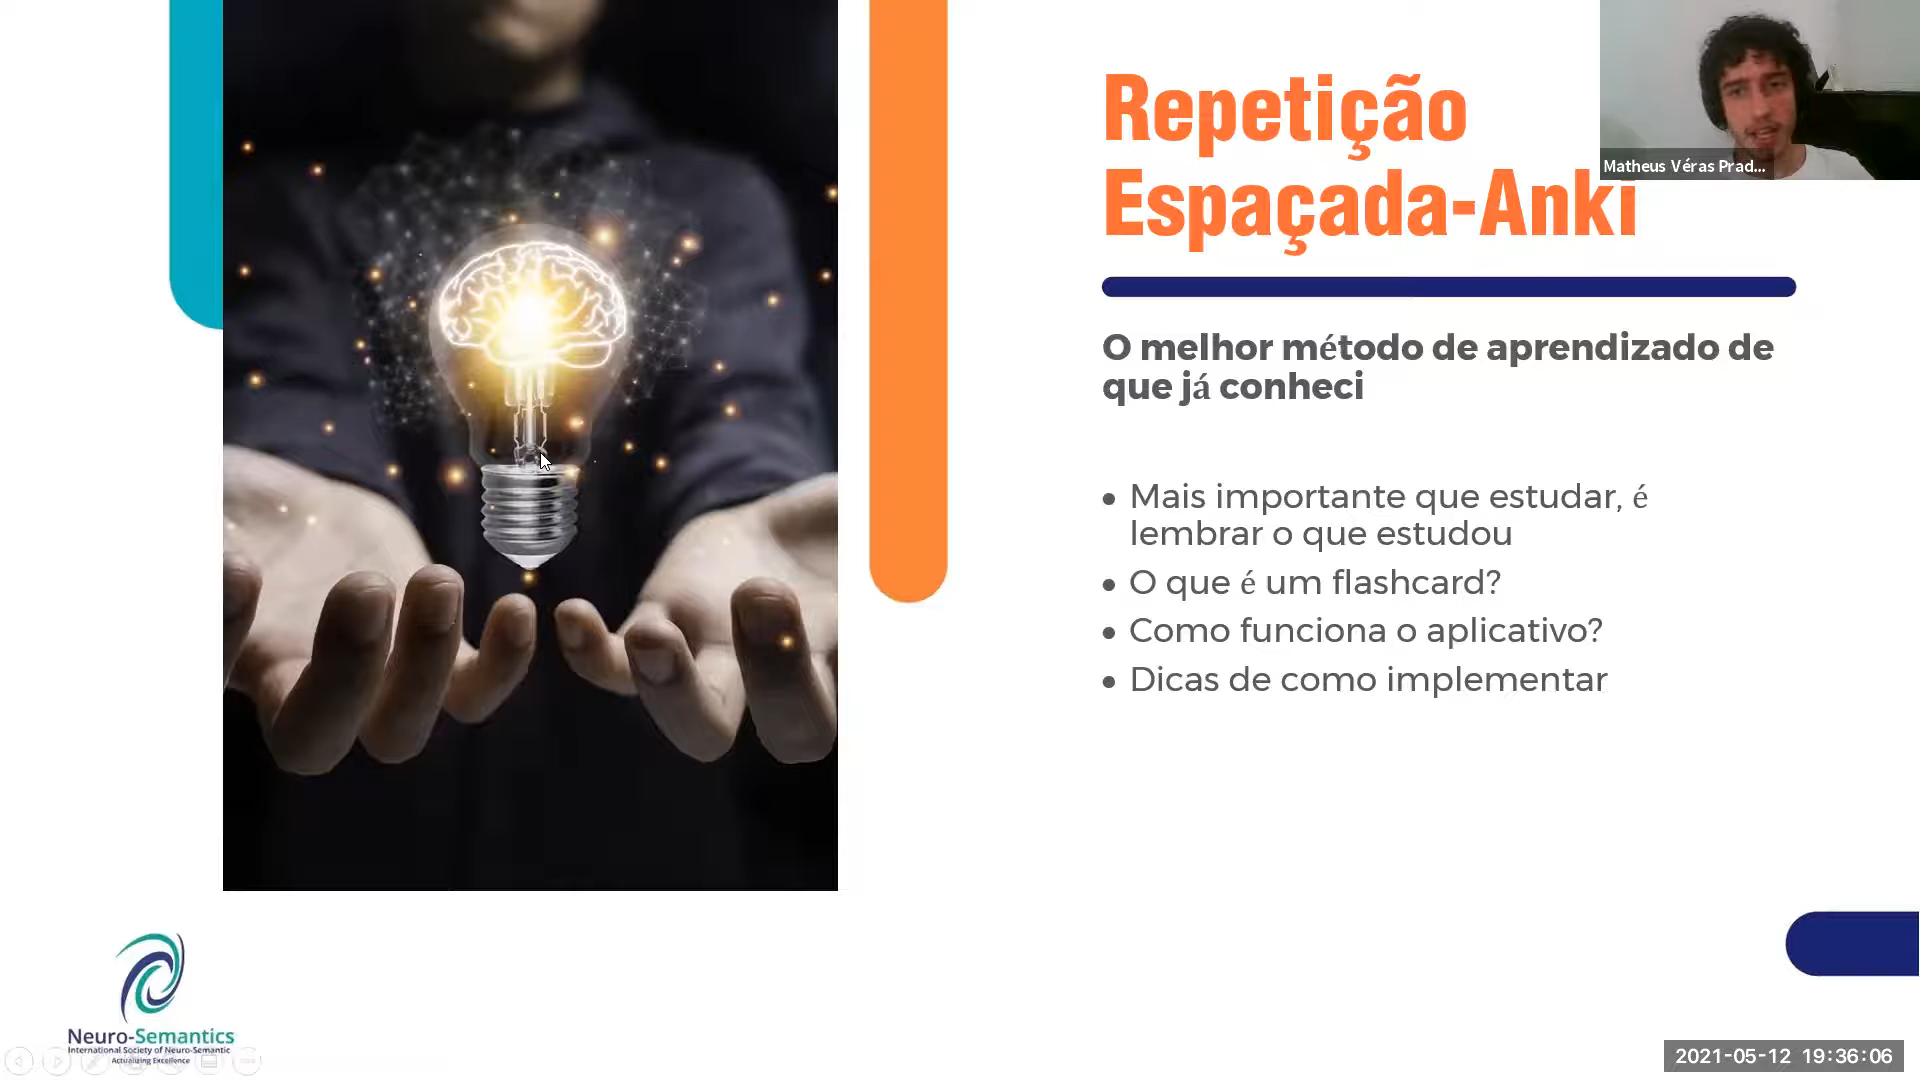 Repetição
Espaçada-Anki
Matheus Véras Prad...
O melhor método de aprendizado de
que já conheci
• Mais importante que estudar, é
lembrar o que estudou
• O que é um flashcard?
• Como funciona o aplicativo?
• Dicas de como implementar
Neuro-Semantics
International Society of Neuro-Semantic
Actualizing Excellence
2021-05-12 19:36:06